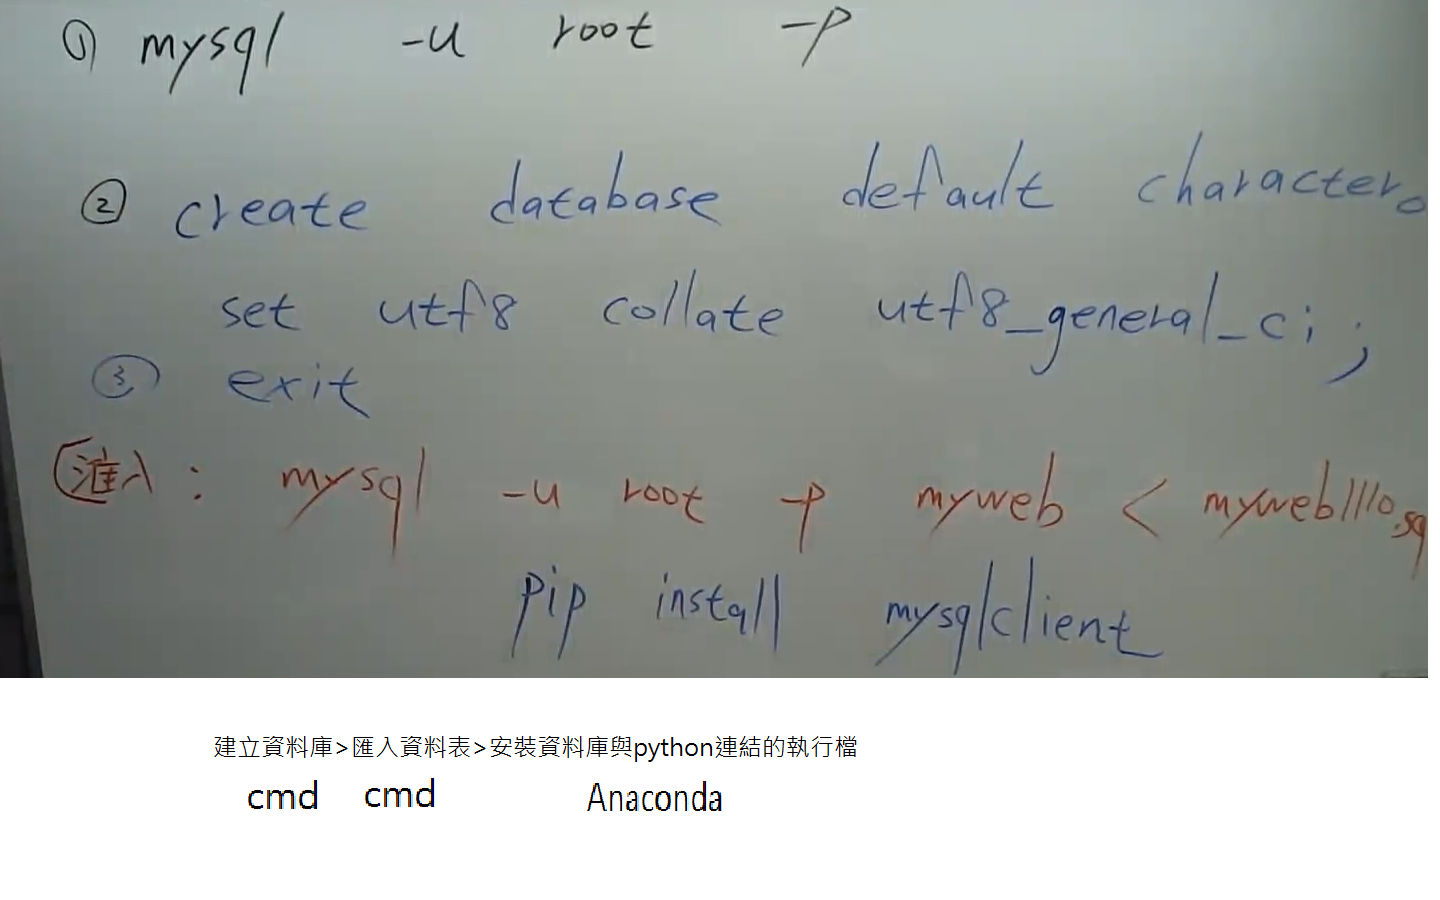 ① mysql -u root -p
② create database default character
set utf8 collate utf8_general_ci ;
③ exit
匯入 : mysql -u root -p myweb < myweb1110.sq
pip install mysqlclient
建立資料庫>匯入資料表>安裝資料庫與python連結的執行檔
cmd cmd Anaconda